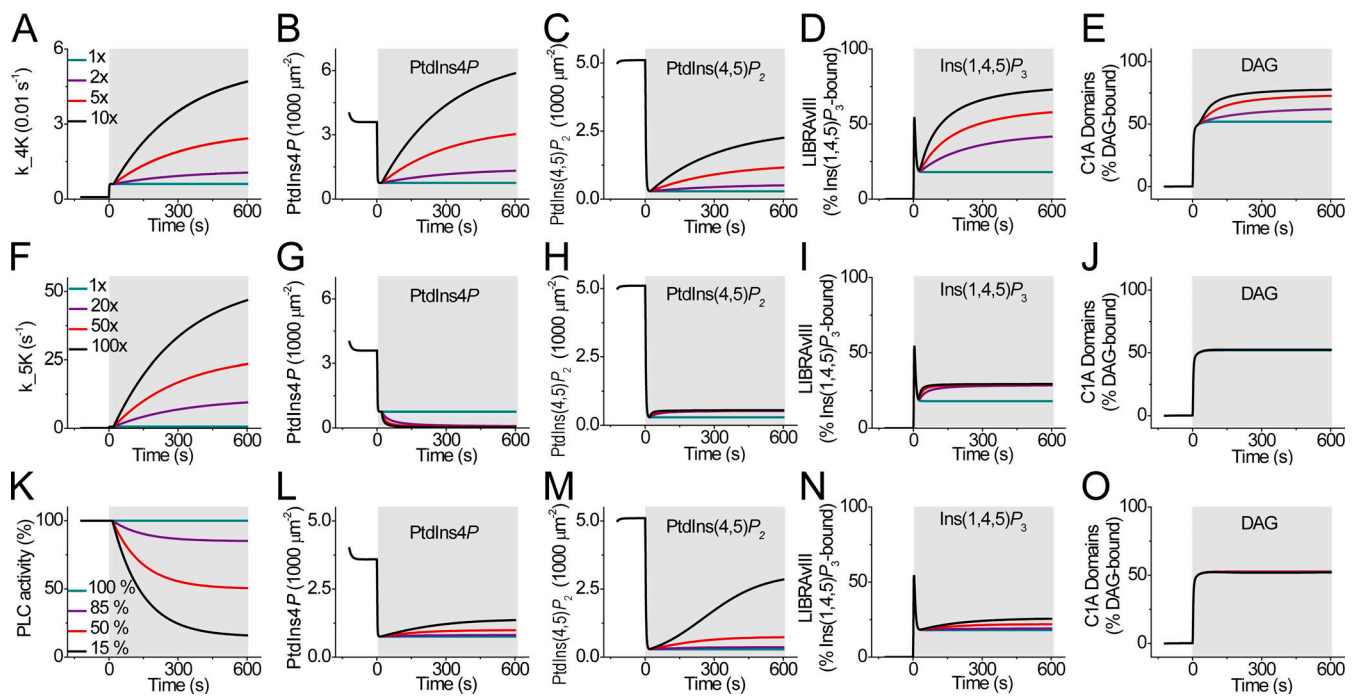 A
k_4K (0.01 s⁻¹)
6
3
0
1x
2x
5x
10x
0 300 600
Time (s)
B
PtdIns4P (1000 μm⁻²)
6
3
0
PtdIns4P
0 300 600
Time (s)
C
PtdIns(4,5)P₂ (1000 μm⁻²)
5.0
2.5
0.0
PtdIns(4,5)P₂
0 300 600
Time (s)
D
LIBRAvIII
(% Ins(1,4,5)P₃-bound)
100
50
0
Ins(1,4,5)P₃
0 300 600
Time (s)
E
C1A Domains
(% DAG-bound)
100
50
0
DAG
0 300 600
Time (s)
F
k_5K (s⁻¹)
50
25
0
1x
20x
50x
100x
0 300 600
Time (s)
G
PtdIns4P (1000 μm⁻²)
6
3
0
PtdIns4P
0 300 600
Time (s)
H
PtdIns(4,5)P₂ (1000 μm⁻²)
5.0
2.5
0.0
PtdIns(4,5)P₂
0 300 600
Time (s)
I
LIBRAvIII
(% Ins(1,4,5)P₃-bound)
100
50
0
Ins(1,4,5)P₃
0 300 600
Time (s)
J
C1A Domains
(% DAG-bound)
100
50
0
DAG
0 300 600
Time (s)
K
PLC activity (%)
100
50
0
100 %
85 %
50 %
15 %
0 300 600
Time (s)
L
PtdIns4P (1000 μm⁻²)
5.0
2.5
0.0
PtdIns4P
0 300 600
Time (s)
M
PtdIns(4,5)P₂ (1000 μm⁻²)
5.0
2.5
0.0
PtdIns(4,5)P₂
0 300 600
Time (s)
N
LIBRAvIII
(% Ins(1,4,5)P₃-bound)
100
50
0
Ins(1,4,5)P₃
0 300 600
Time (s)
O
C1A Domains
(% DAG-bound)
100
50
0
DAG
0 300 600
Time (s)